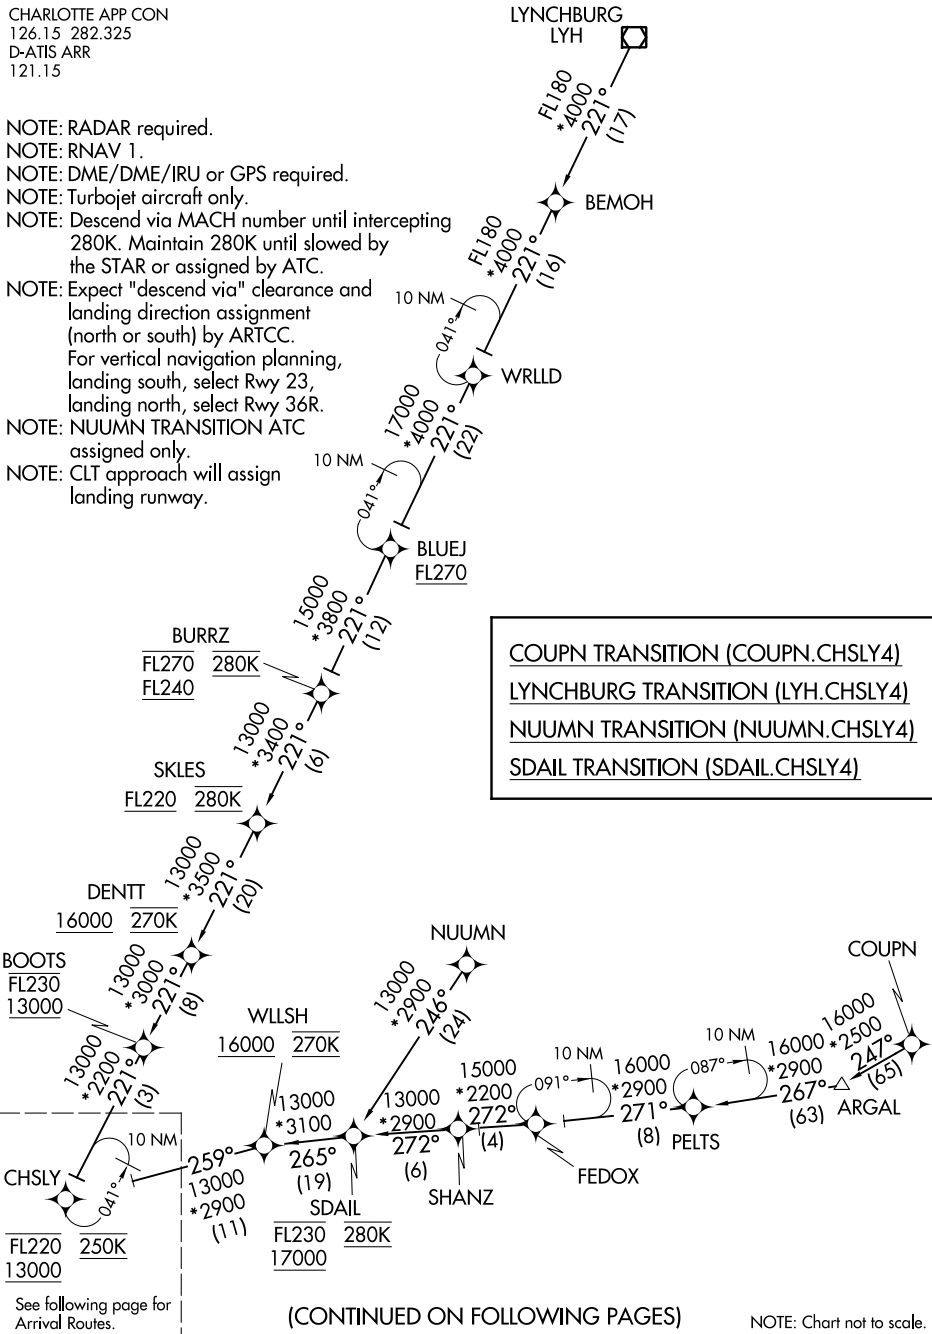 CHARLOTTE APP CON
126.15 282.325
D-ATIS ARR
121.15
LYNCHBURG
LYH
NOTE: RADAR required.
NOTE: RNAV 1.
NOTE: DME/DME/IRU or GPS required.
NOTE: Turbojet aircraft only.
NOTE: Descend via MACH number until intercepting
280K. Maintain 280K until slowed by
the STAR or assigned by ATC.
NOTE: Expect "descend via" clearance and
landing direction assignment
(north or south) by ARTCC.
For vertical navigation planning,
landing south, select Rwy 23,
landing north, select Rwy 36R.
NOTE: NUUMN TRANSITION ATC
assigned only.
NOTE: CLT approach will assign
landing runway.
FL180
*4000
221°
(17)
BEMOH
FL180
*4000
221°
(16)
10 NM
041°
WRLLD
17000
*4000
221°
(22)
10 NM
041°
BLUEJ
FL270
15000
*3800
221°
(12)
BURRZ
FL270 280K
FL240
13000
*3400
221°
(6)
SKLES
FL220 280K
13000
*3500
221°
(20)
DENTT
16000 270K
13000
*3000
221°
(8)
BOOTS
FL230
13000
13000
*2200
221°
(3)
10 NM
041°
CHSLY
FL220 250K
13000
See following page for
Arrival Routes.
COUPN TRANSITION (COUPN.CHSLY4)
LYNCHBURG TRANSITION (LYH.CHSLY4)
NUUMN TRANSITION (NUUMN.CHSLY4)
SDAIL TRANSITION (SDAIL.CHSLY4)
NUUMN
13000
*2900
246°
(24)
COUPN
16000
*2500
247°
(65)
ARGAL
16000
*2900
267°
(63)
10 NM
087°
PELTS
16000
*2900
271°
(8)
10 NM
091°
FEDOX
15000
*2200
272°
(4)
SHANZ
13000
*2900
272°
(6)
SDAIL
FL230 280K
17000
13000
*3100
265°
(19)
WLLSH
16000 270K
259°
13000
*2900
(11)
(CONTINUED ON FOLLOWING PAGES)
NOTE: Chart not to scale.